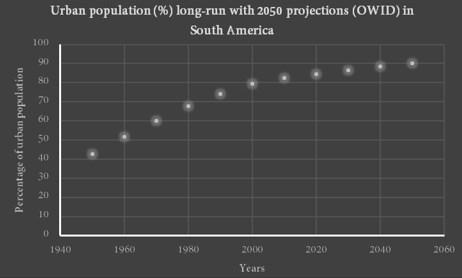 Urban population (%) long-run with 2050 projections (OWID) in
South America
Percentage of urban population
100
90
80
70
60
50
40
30
20
10
0
1940 1960 1980 2000 2020 2040 2060
Years